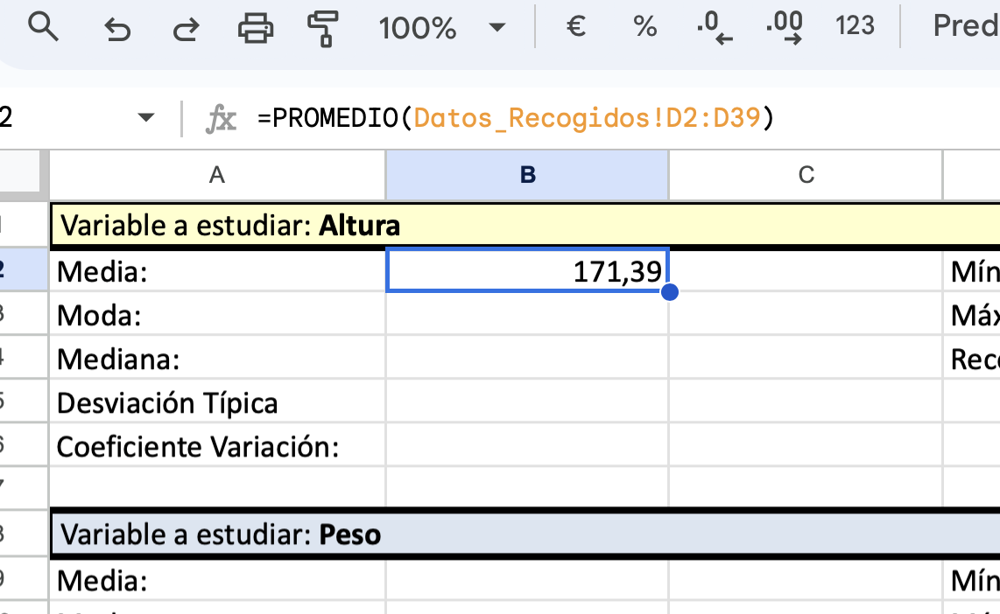 100% € % .0 .00 123 Pred
2 fx =PROMEDIO(Datos_Recogidos!D2:D39)
A B C
1 Variable a estudiar: Altura
2 Media: 171,39 Mín
3 Moda: Máx
4 Mediana: Reco
5 Desviación Típica
6 Coeficiente Variación:
7
8 Variable a estudiar: Peso
9 Media: Mín